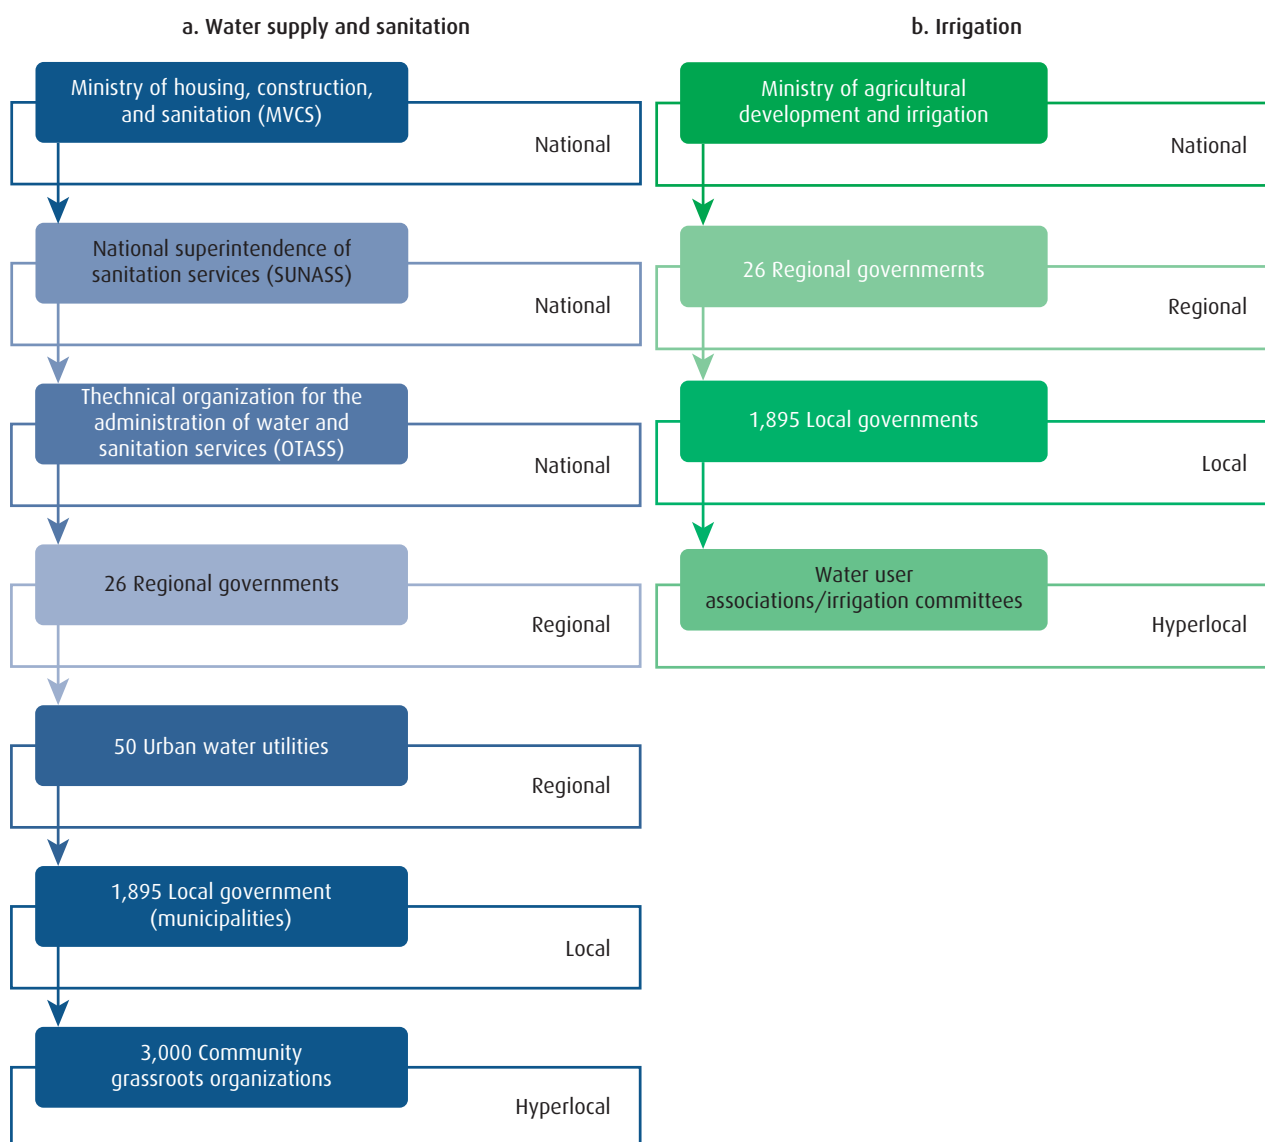 a. Water supply and sanitation
Ministry of housing, construction,
and sanitation (MVCS)
National
National superintendence of
sanitation services (SUNASS)
National
Thechnical organization for the
administration of water and
sanitation services (OTASS)
National
26 Regional governments
Regional
50 Urban water utilities
Regional
1,895 Local government
(municipalities)
Local
3,000 Community
grassroots organizations
Hyperlocal
b. Irrigation
Ministry of agricultural
development and irrigation
National
26 Regional governmernts
Regional
1,895 Local governments
Local
Water user
associations/irrigation committees
Hyperlocal